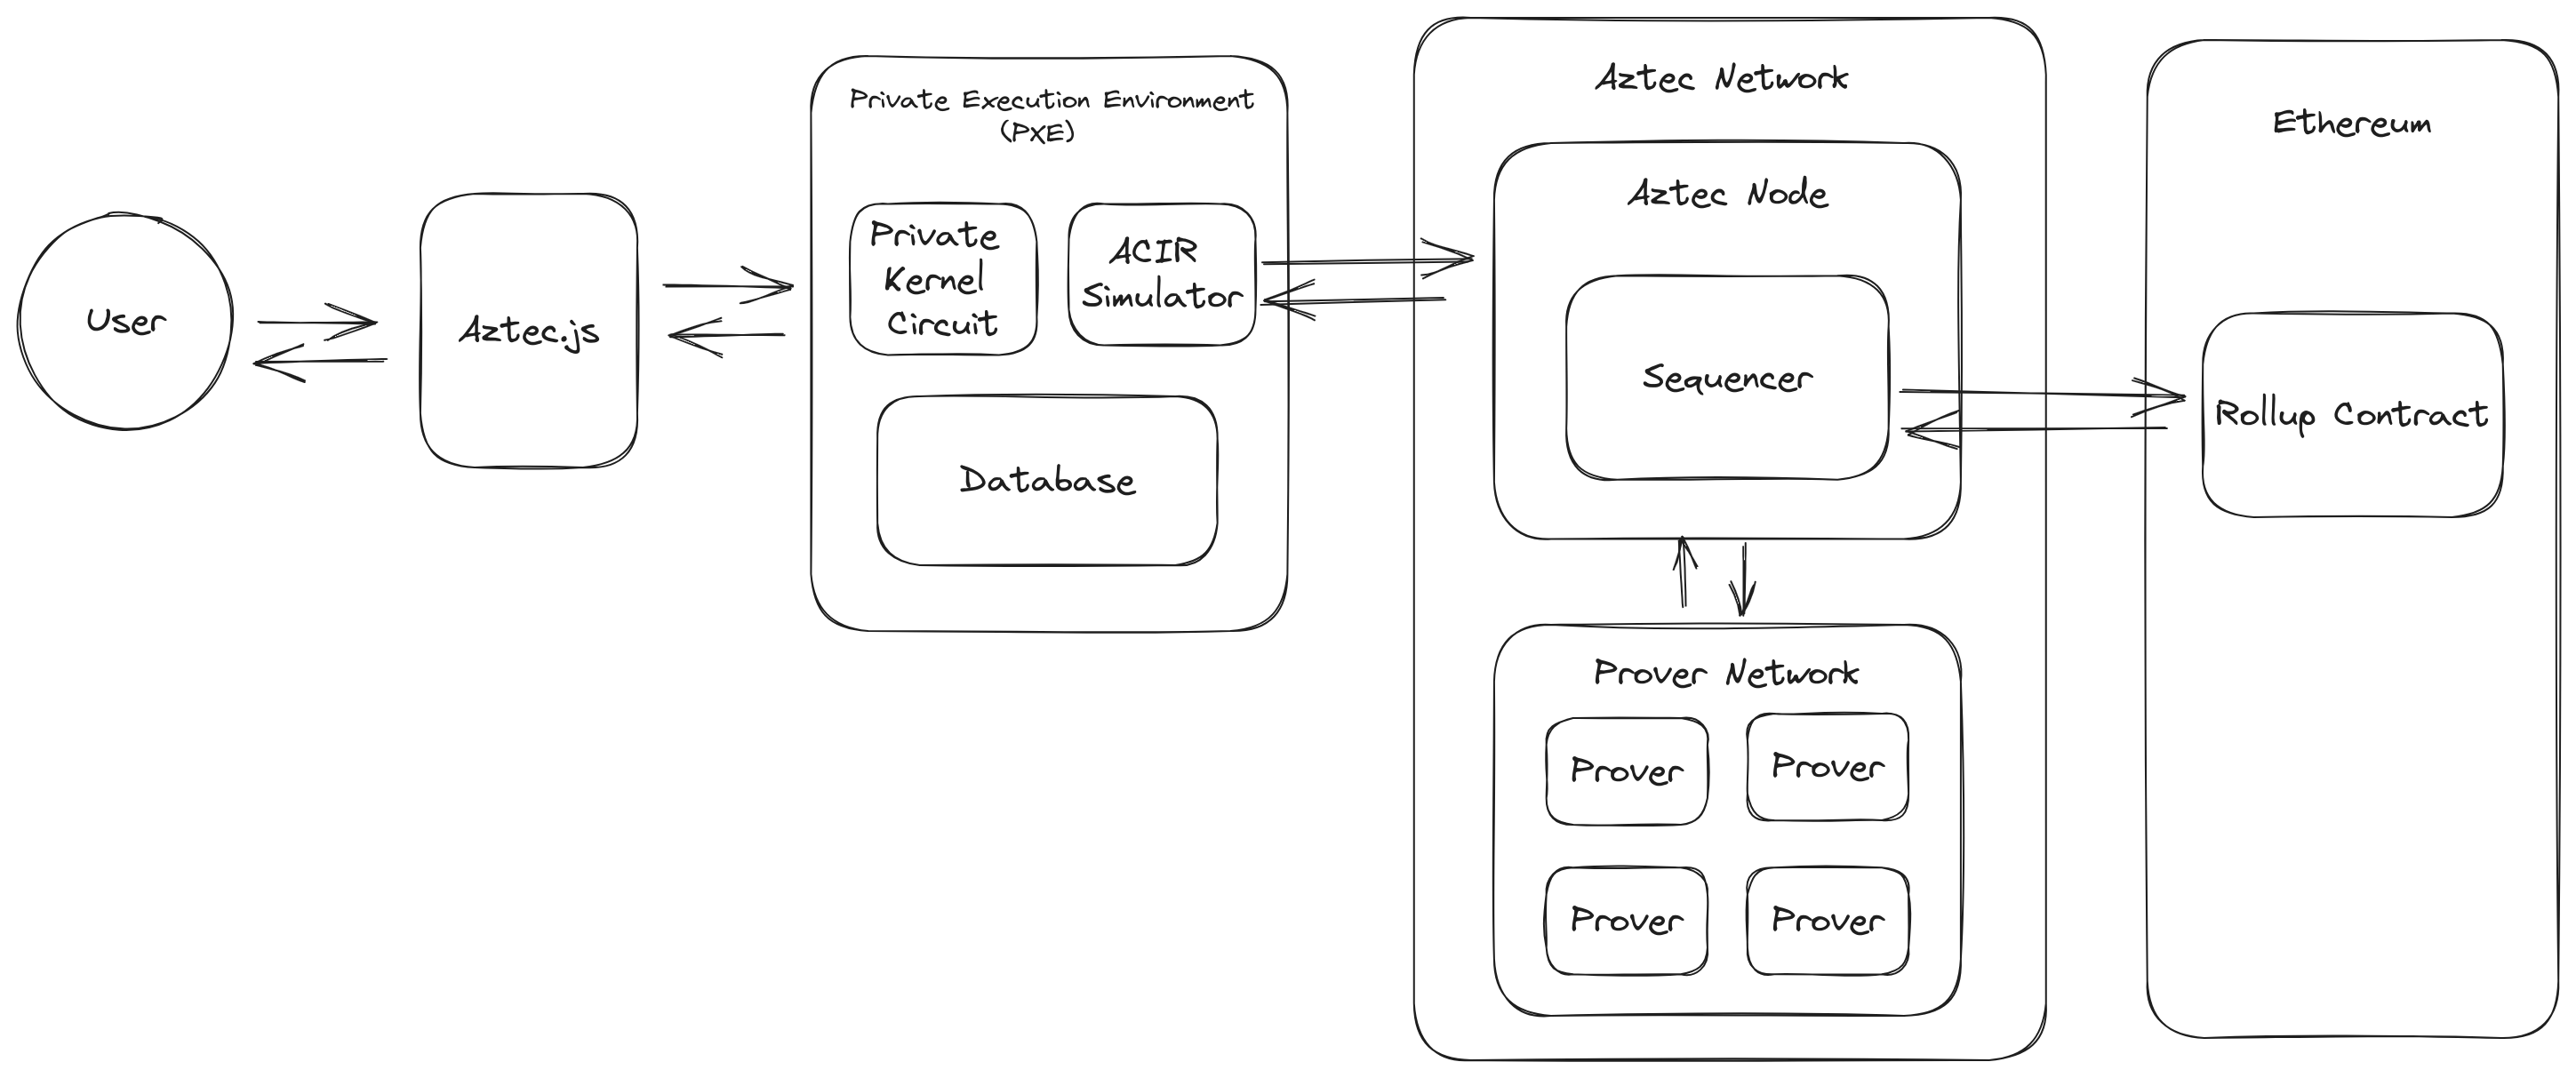 User
Aztec.js
Private Execution Environment
(PXE)
Private
Kernel
Circuit
ACIR
Simulator
Database
Aztec Network
Aztec Node
Sequencer
Prover Network
Prover
Prover
Prover
Prover
Ethereum
Rollup Contract